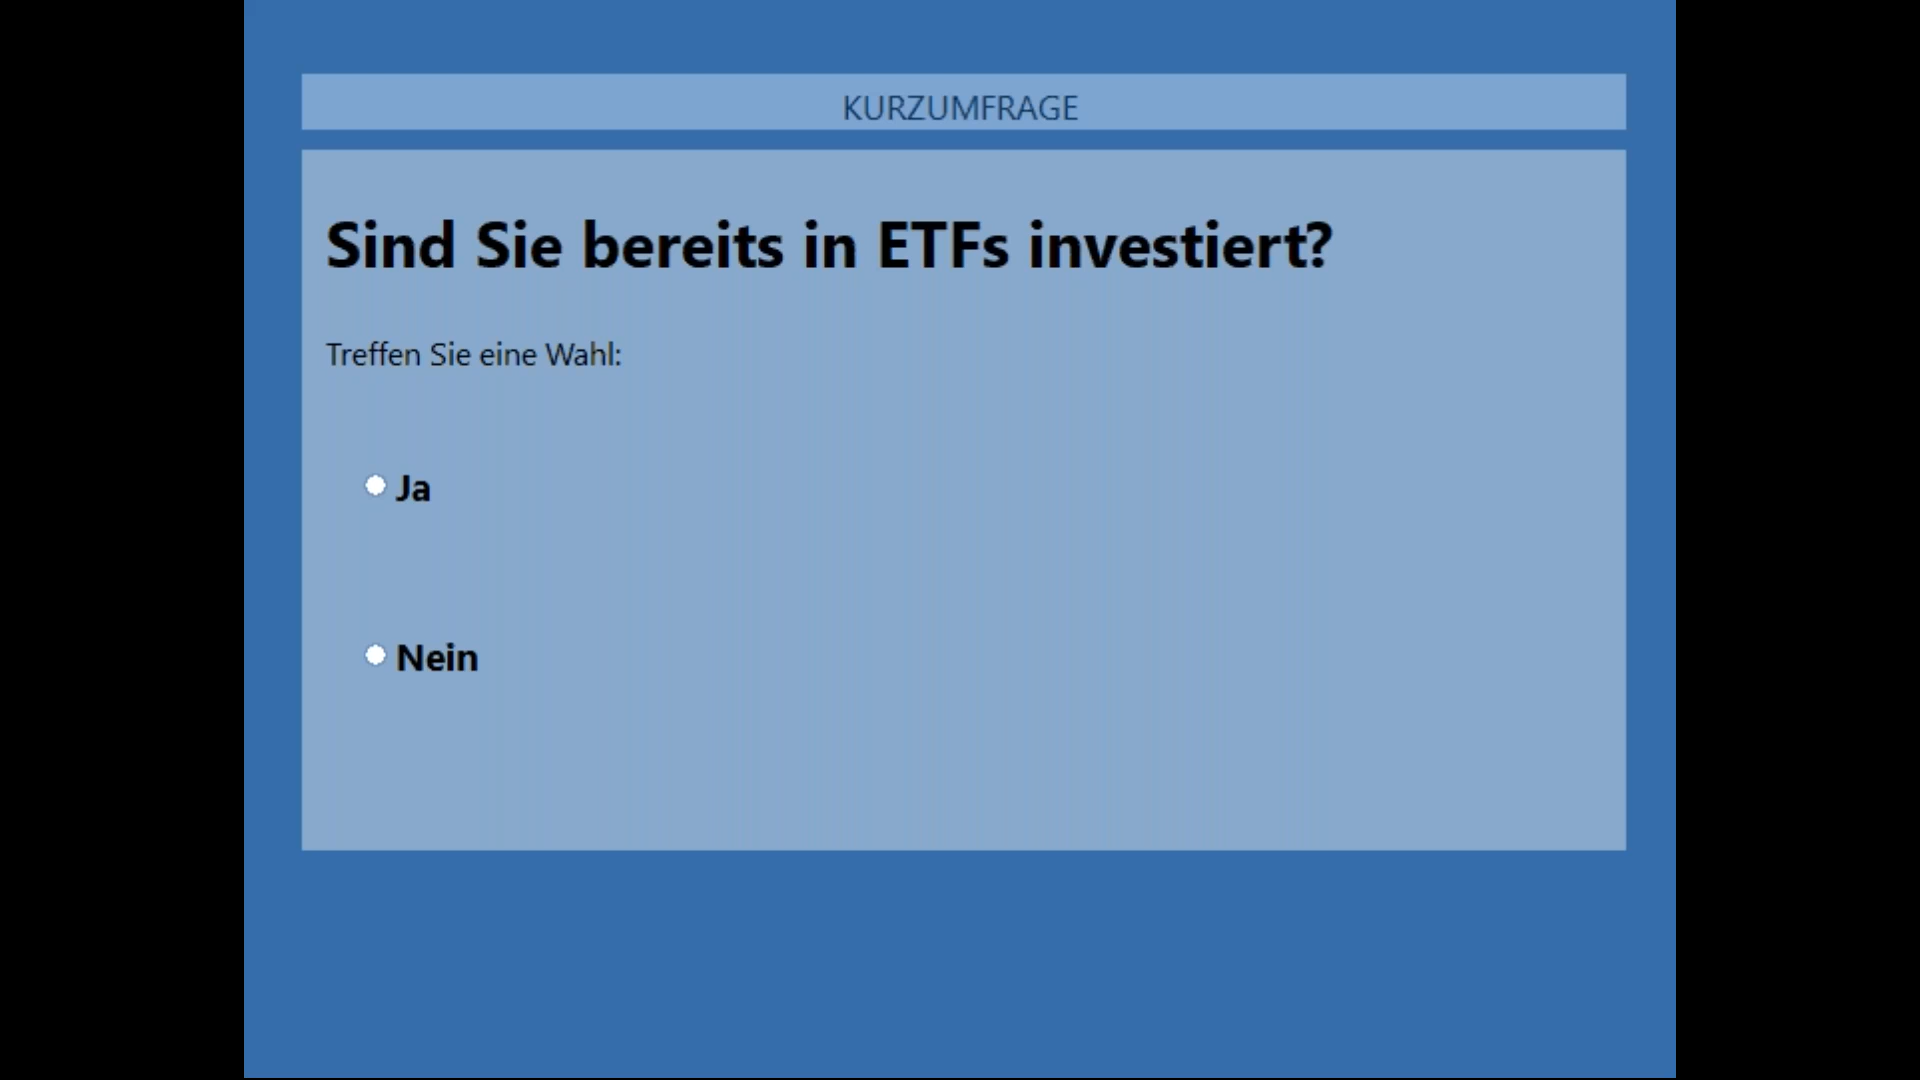 KURZUMFRAGE
Sind Sie bereits in ETFs investiert?
Treffen Sie eine Wahl:
Ja
Nein